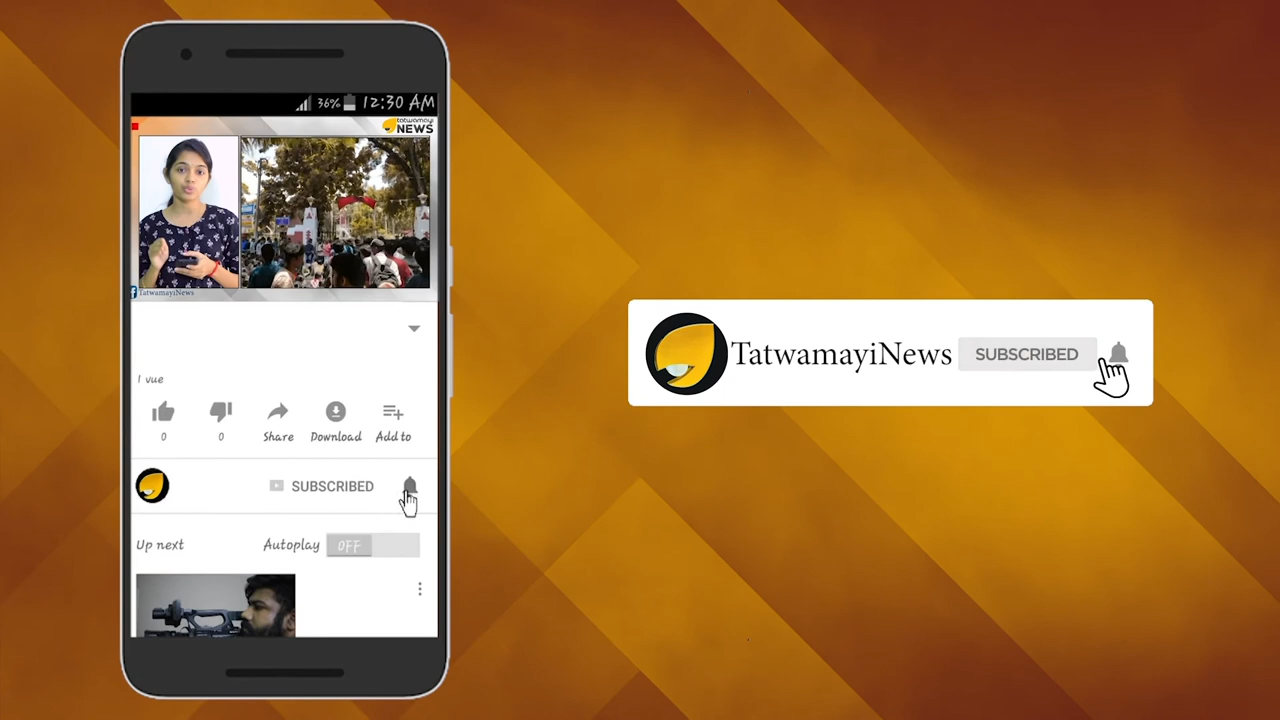 36% 12:30 AM
tatwamayi
NEWS
TatwamayiNews
1 vue
0 0 Share Download Add to
SUBSCRIBED
Up next Autoplay OFF
TatwamayiNews SUBSCRIBED